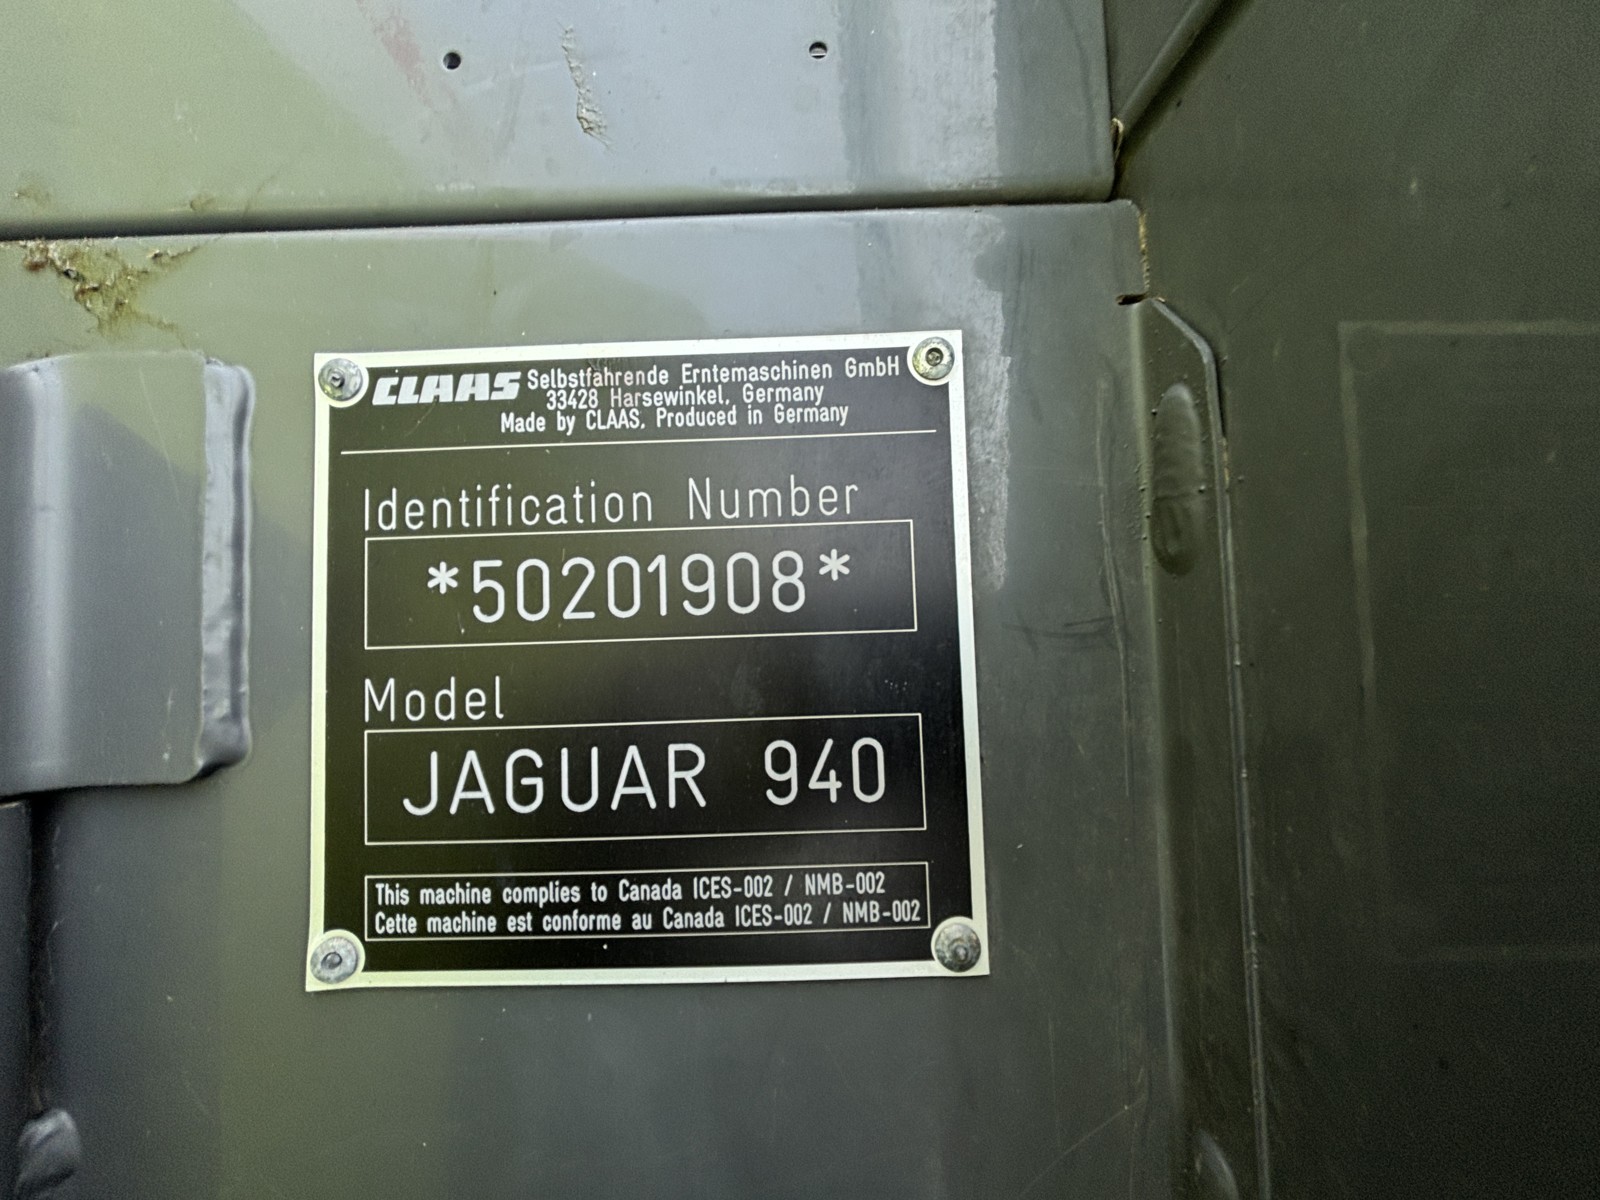 CLAAS Selbstfahrende Erntemaschinen GmbH
33428 Harsewinkel, Germany
Made by CLAAS, Produced in Germany
Identification Number
*50201908*
Model
JAGUAR 940
This machine complies to Canada ICES-002 / NMB-002
Cette machine est conforme au Canada ICES-002 / NMB-002